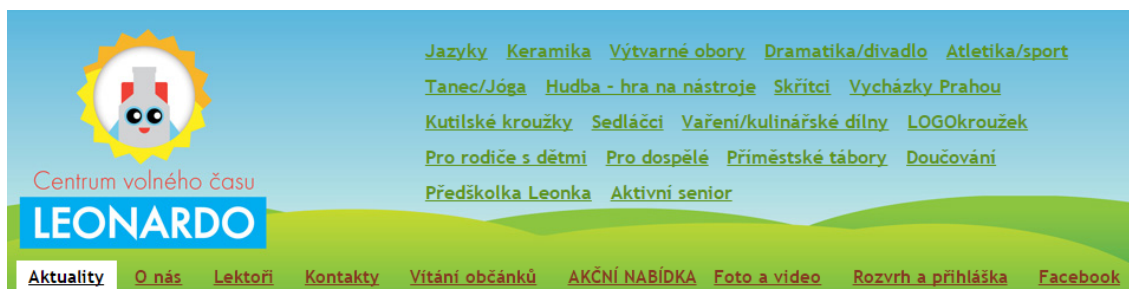 Jazyky Keramika Výtvarné obory Dramatika/divadlo Atletika/sport
Tanec/Jóga Hudba - hra na nástroje Skřítci Vycházky Prahou
Kutilské kroužky Sedláčci Vaření/kulinářské dílny LOGOkroužek
Pro rodiče s dětmi Pro dospělé Příměstské tábory Doučování
Předškolka Leonka Aktivní senior
Centrum volného času
LEONARDO
Aktuality O nás Lektoři Kontakty Vítání občánků AKČNÍ NABÍDKA Foto a video Rozvrh a přihláška Facebook